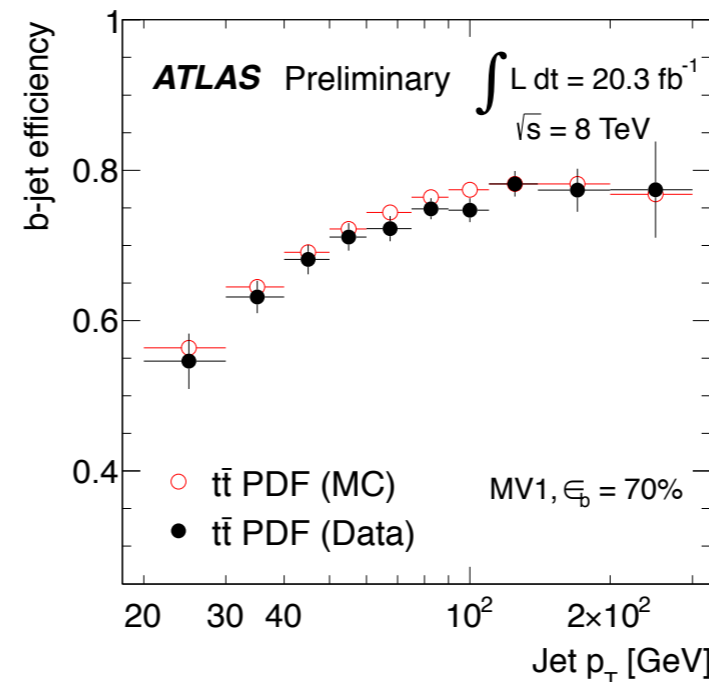 1
ATLAS Preliminary ∫ L dt = 20.3 fb⁻¹
√s = 8 TeV
b-jet efficiency
0.8
0.6
0.4
tt̄ PDF (MC)
MV1, ∈b = 70%
tt̄ PDF (Data)
20 30 40 10² 2×10²
Jet pT [GeV]